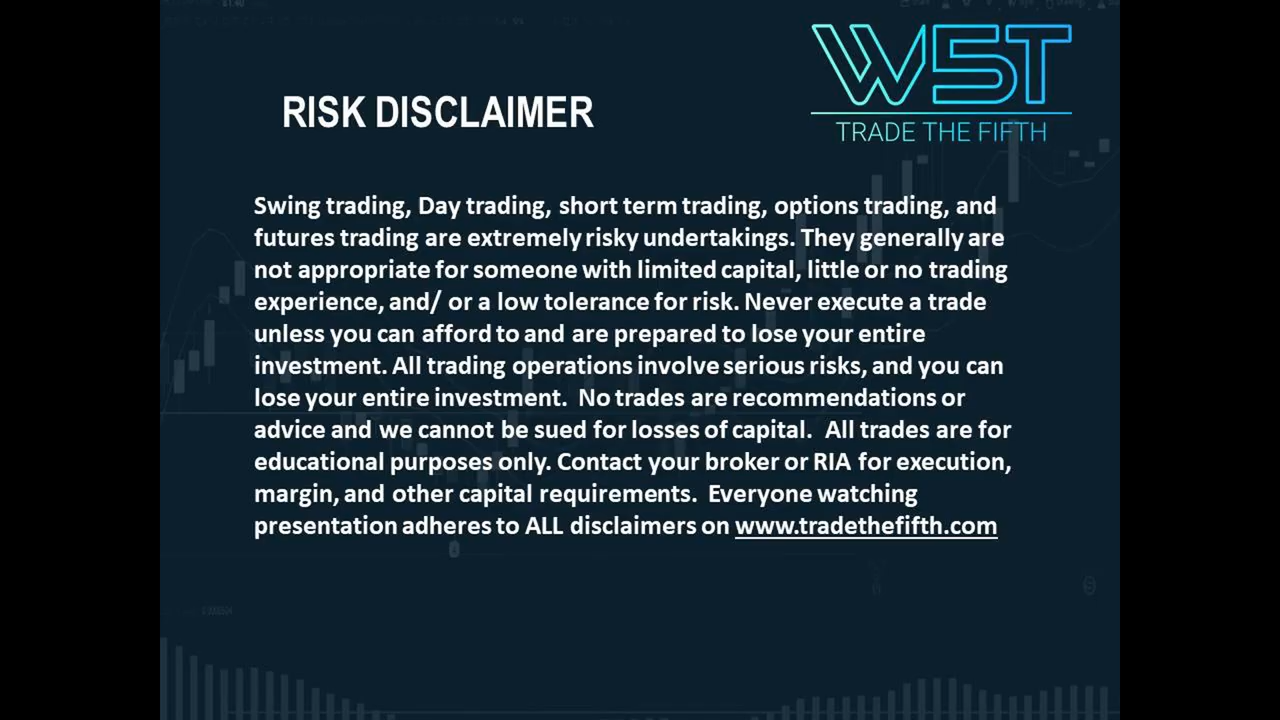 W5T
TRADE THE FIFTH
RISK DISCLAIMER
Swing trading, Day trading, short term trading, options trading, and
futures trading are extremely risky undertakings. They generally are
not appropriate for someone with limited capital, little or no trading
experience, and/ or a low tolerance for risk. Never execute a trade
unless you can afford to and are prepared to lose your entire
investment. All trading operations involve serious risks, and you can
lose your entire investment.  No trades are recommendations or
advice and we cannot be sued for losses of capital.  All trades are for
educational purposes only. Contact your broker or RIA for execution,
margin, and other capital requirements.  Everyone watching
presentation adheres to ALL disclaimers on www.tradethefifth.com